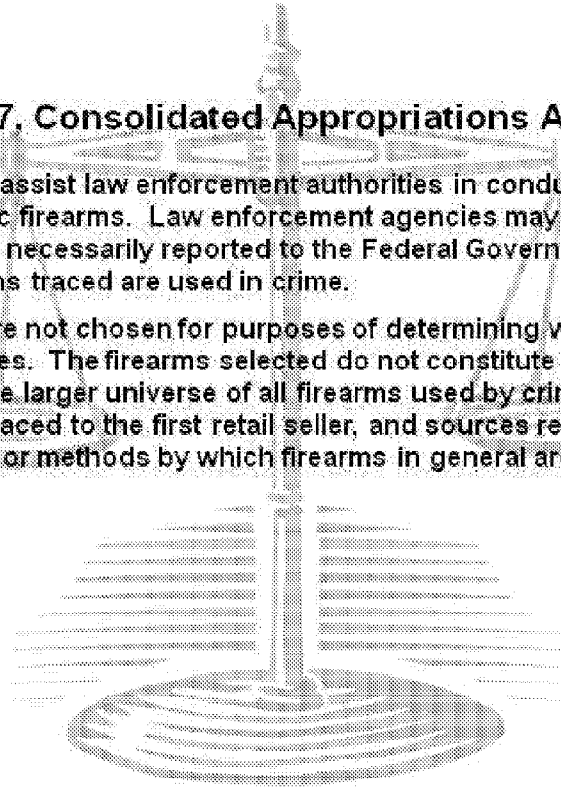 7, Consolidated Appropriations A
assist law enforcement authorities in condu
c firearms. Law enforcement agencies may
necessarily reported to the Federal Govern
ns traced are used in crime.
re not chosen for purposes of determining w
es. The firearms selected do not constitute
e larger universe of all firearms used by crim
aced to the first retail seller, and sources re
or methods by which firearms in general ar